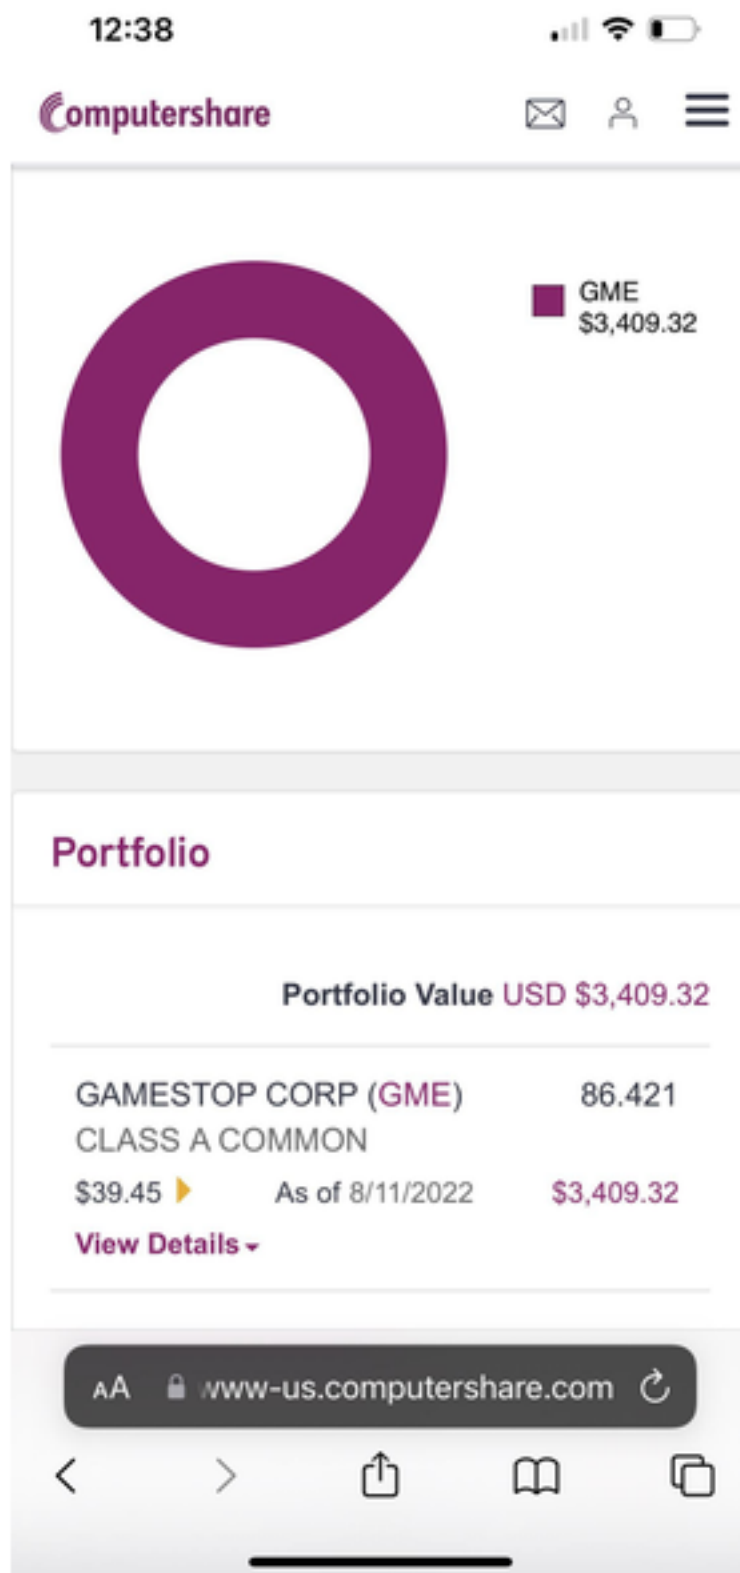 12:38
Computershare
GME
$3,409.32
Portfolio
Portfolio Value USD $3,409.32
GAMESTOP CORP (GME) 86.421
CLASS A COMMON
$39.45 As of 8/11/2022 $3,409.32
View Details
AA www-us.computershare.com